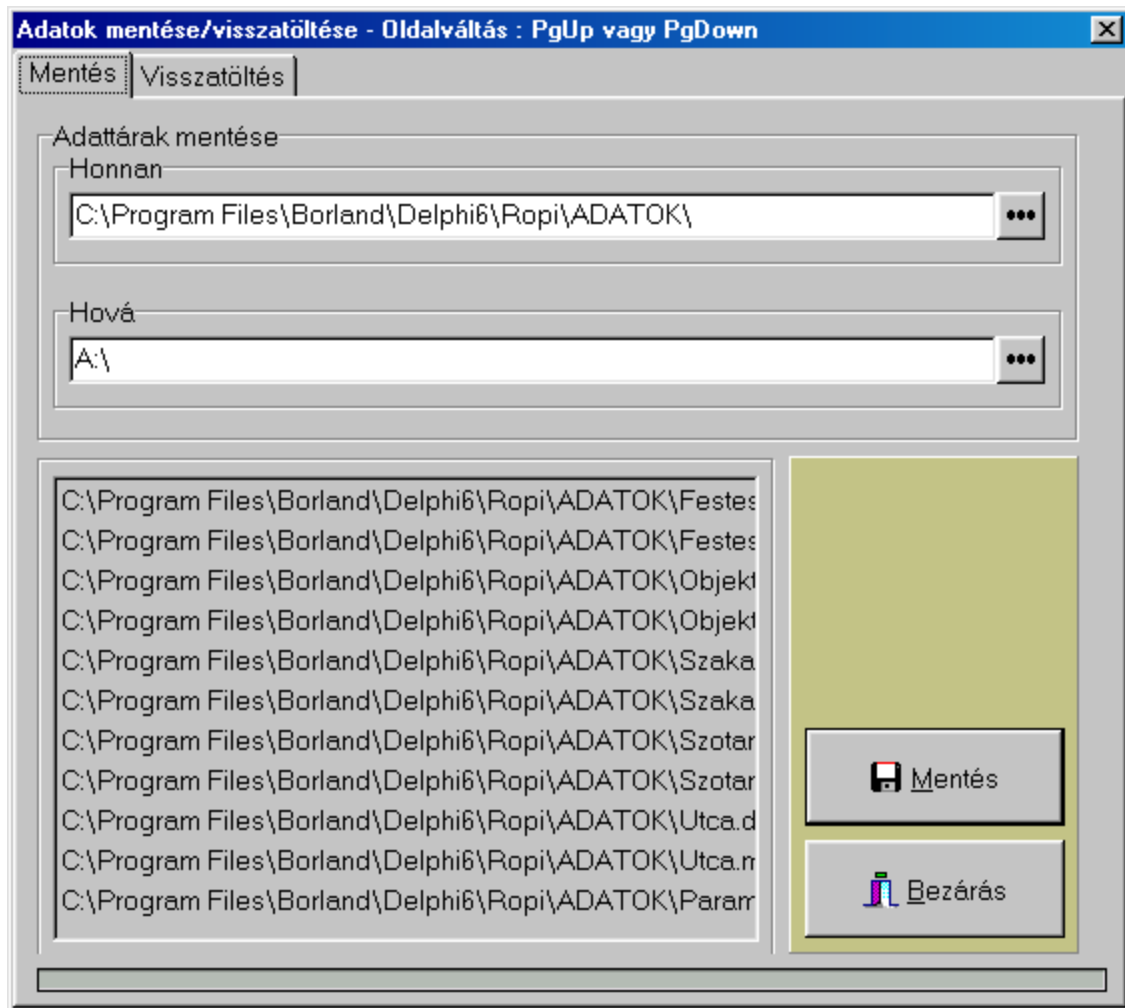 Adatok mentése/visszatöltése - Oldalváltás : PgUp vagy PgDown
Mentés Visszatöltés
Adattárak mentése
Honnan
C:\Program Files\Borland\Delphi6\Ropi\ADATOK\
Hová
A:\
C:\Program Files\Borland\Delphi6\Ropi\ADATOK\Festes
C:\Program Files\Borland\Delphi6\Ropi\ADATOK\Festes
C:\Program Files\Borland\Delphi6\Ropi\ADATOK\Objekt
C:\Program Files\Borland\Delphi6\Ropi\ADATOK\Objekt
C:\Program Files\Borland\Delphi6\Ropi\ADATOK\Szaka
C:\Program Files\Borland\Delphi6\Ropi\ADATOK\Szaka
C:\Program Files\Borland\Delphi6\Ropi\ADATOK\Szotar
C:\Program Files\Borland\Delphi6\Ropi\ADATOK\Szotar
C:\Program Files\Borland\Delphi6\Ropi\ADATOK\Utca.d
C:\Program Files\Borland\Delphi6\Ropi\ADATOK\Utca.m
C:\Program Files\Borland\Delphi6\Ropi\ADATOK\Param
Mentés
Bezárás